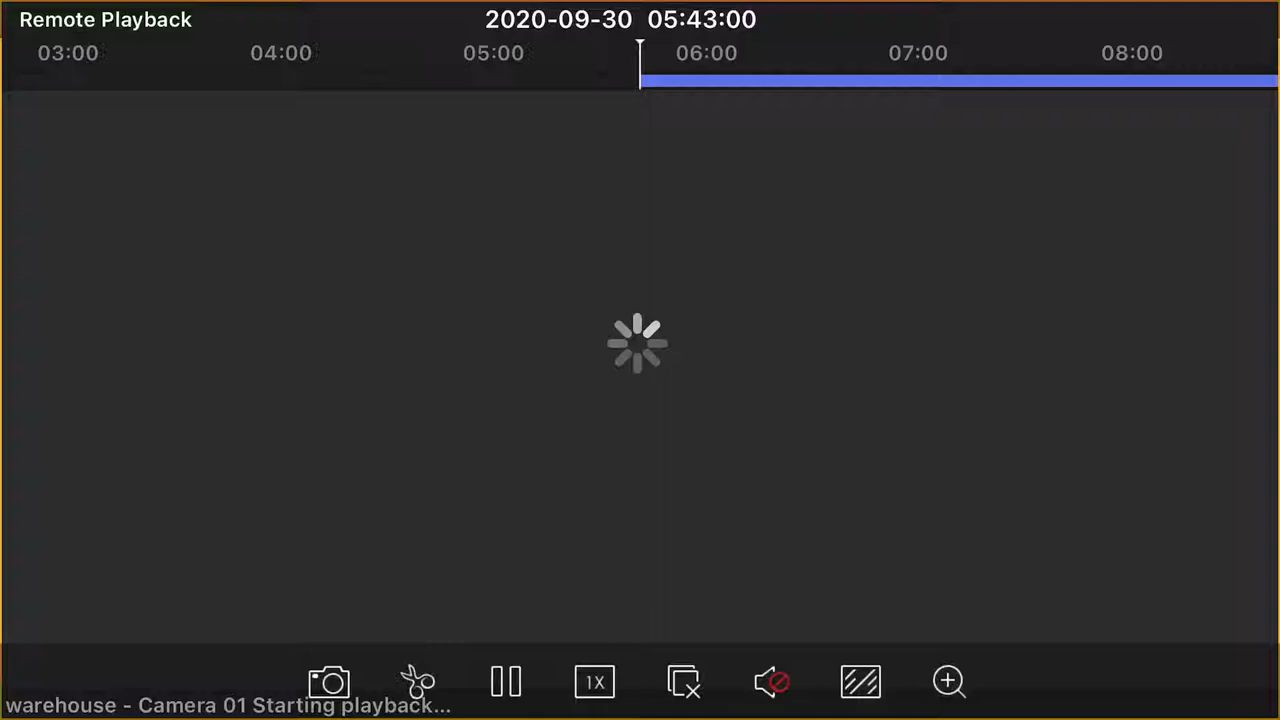 Remote Playback
2020-09-30 05:43:00
03:00 04:00 05:00 06:00 07:00 08:00
1X
warehouse - Camera 01 Starting playback...